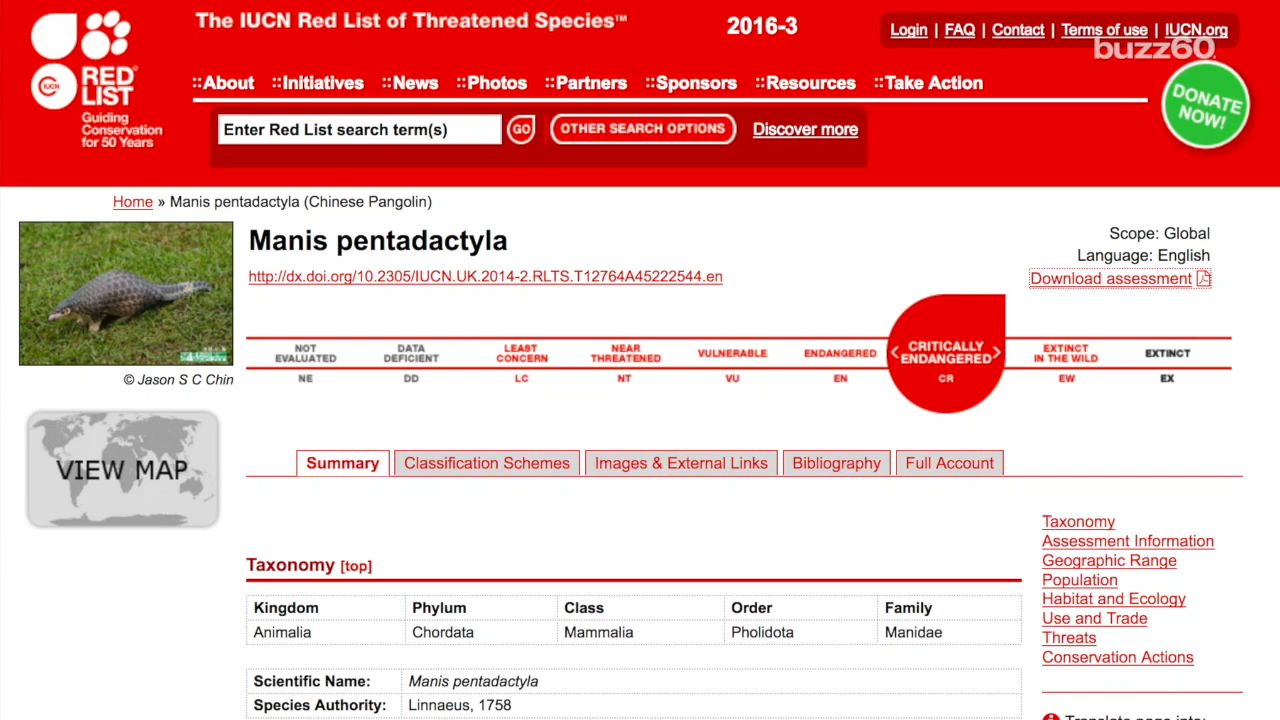 The IUCN Red List of Threatened Species™
2016-3
Login | FAQ | Contact | Terms of use | IUCN.org
buzz60
IUCN
RED LIST
Guiding Conservation for 50 Years
::About ::Initiatives ::News ::Photos ::Partners ::Sponsors ::Resources ::Take Action
DONATE NOW!
Enter Red List search term(s) GO OTHER SEARCH OPTIONS Discover more
Home » Manis pentadactyla (Chinese Pangolin)
Manis pentadactyla
Scope: Global
Language: English
http://dx.doi.org/10.2305/IUCN.UK.2014-2.RLTS.T12764A45222544.en
Download assessment
NOT EVALUATED DATA DEFICIENT LEAST CONCERN NEAR THREATENED VULNERABLE ENDANGERED <CRITICALLY ENDANGERED> EXTINCT IN THE WILD EXTINCT
NE DD LC NT VU EN CR EW EX
© Jason S C Chin
VIEW MAP
Summary Classification Schemes Images & External Links Bibliography Full Account
Taxonomy
Assessment Information
Geographic Range
Population
Habitat and Ecology
Use and Trade
Threats
Conservation Actions
Taxonomy [top]
Kingdom Phylum Class Order Family
Animalia Chordata Mammalia Pholidota Manidae
Scientific Name: Manis pentadactyla
Species Authority: Linnaeus, 1758
Translate page into: